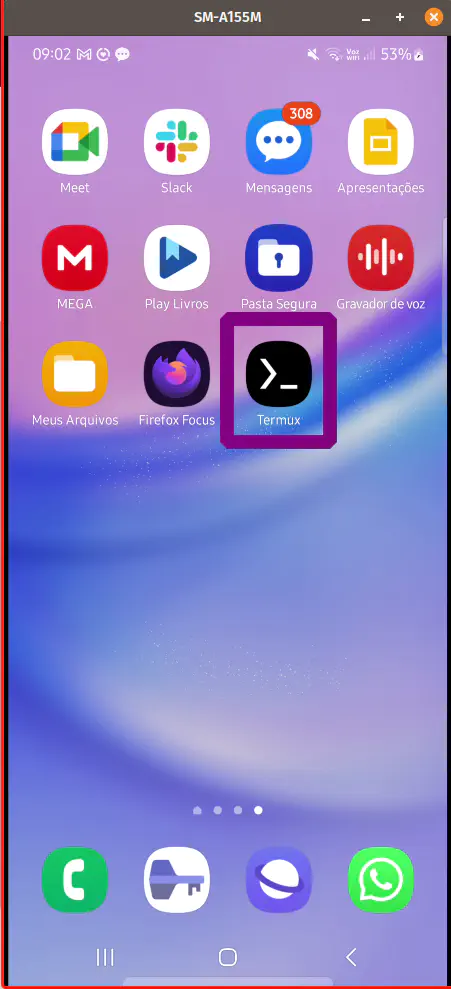 SM-A155M
09:02 Voz WiFi 53%
308
Meet Slack Mensagens Apresentações
MEGA Play Livros Pasta Segura Gravador de voz
Meus Arquivos Firefox Focus Termux